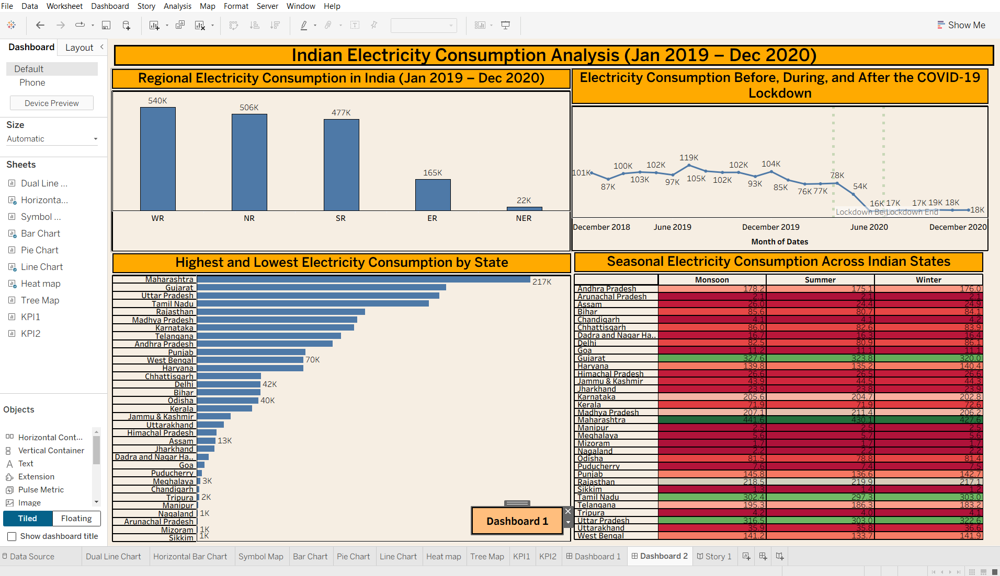 File Data Worksheet Dashboard Story Analysis Map Format Server Window Help
Show Me
Dashboard Layout
Default
Phone
Device Preview
Size
Automatic
Sheets
Dual Line ...
Horizonta...
Symbol ...
Bar Chart
Pie Chart
Line Chart
Heat map
Tree Map
KPI1
KPI2
Objects
Horizontal Cont...
Vertical Container
Text
Extension
Pulse Metric
Image
Tiled Floating
Show dashboard title
Indian Electricity Consumption Analysis (Jan 2019 – Dec 2020)
Regional Electricity Consumption in India (Jan 2019 – Dec 2020)
540K
506K
477K
165K
22K
WR NR SR ER NER
Electricity Consumption Before, During, and After the COVID-19
Lockdown
101K 87K 100K 103K 102K 97K 119K 105K 102K 102K 93K 104K 85K 76K 77K 78K 54K 16K 17K 17K 19K 18K 18K
Lockdown Be Lockdown End
December 2018 June 2019 December 2019 June 2020 December 2020
Month of Dates
Highest and Lowest Electricity Consumption by State
Maharashtra 217K
Gujarat
Uttar Pradesh
Tamil Nadu
Rajasthan
Madhya Pradesh
Karnataka
Telangana
Andhra Pradesh
Punjab
West Bengal 70K
Haryana
Chhattisgarh
Delhi 42K
Bihar
Odisha 40K
Kerala
Jammu & Kashmir
Uttarakhand
Himachal Pradesh
Assam 13K
Jharkhand
Dadra and Nagar Ha..
Goa
Puducherry
Meghalaya 3K
Chandigarh
Tripura 2K
Manipur
Nagaland 1K
Arunachal Pradesh
Mizoram 1K
Sikkim 1K
Dashboard 1
Seasonal Electricity Consumption Across Indian States
Monsoon Summer Winter
Andhra Pradesh 178.2 175.1 176.0
Arunachal Pradesh 2.1 2.1 2.1
Assam 26.0 24.4 24.9
Bihar 85.6 80.7 84.1
Chandigarh 4.1 4.1 4.2
Chhattisgarh 86.0 82.6 83.9
Dadra and Nagar Ha.. 16.7 16.3 16.4
Delhi 82.5 80.9 86.1
Goa 11.2 11.1 11.1
Gujarat 327.6 323.8 320.0
Haryana 139.8 135.2 140.4
Himachal Pradesh 26.6 26.5 26.6
Jammu & Kashmir 43.9 44.5 44.3
Jharkhand 23.9 23.8 23.9
Karnataka 205.6 204.7 202.8
Kerala 71.9 71.9 72.6
Madhya Pradesh 207.1 211.4 206.2
Maharashtra 441.6 430.1 427.6
Manipur 2.5 2.5 2.5
Meghalaya 5.6 5.7 5.6
Mizoram 1.7 1.7 1.7
Nagaland 2.2 2.2 2.2
Odisha 81.5 78.8 81.4
Puducherry 7.6 7.4 7.5
Punjab 145.8 136.6 142.7
Rajasthan 218.5 219.9 217.1
Sikkim 1.3 1.4 1.2
Tamil Nadu 302.4 297.3 303.0
Telangana 195.3 186.3 183.2
Tripura 4.2 4.0 4.1
Uttar Pradesh 316.5 303.0 322.6
Uttarakhand 35.9 35.8 36.6
West Bengal 141.2 133.7 141.9
Data Source Dual Line Chart Horizontal Bar Chart Symbol Map Bar Chart Pie Chart Line Chart Heat map Tree Map KPI1 KPI2 Dashboard 1 Dashboard 2 Story 1